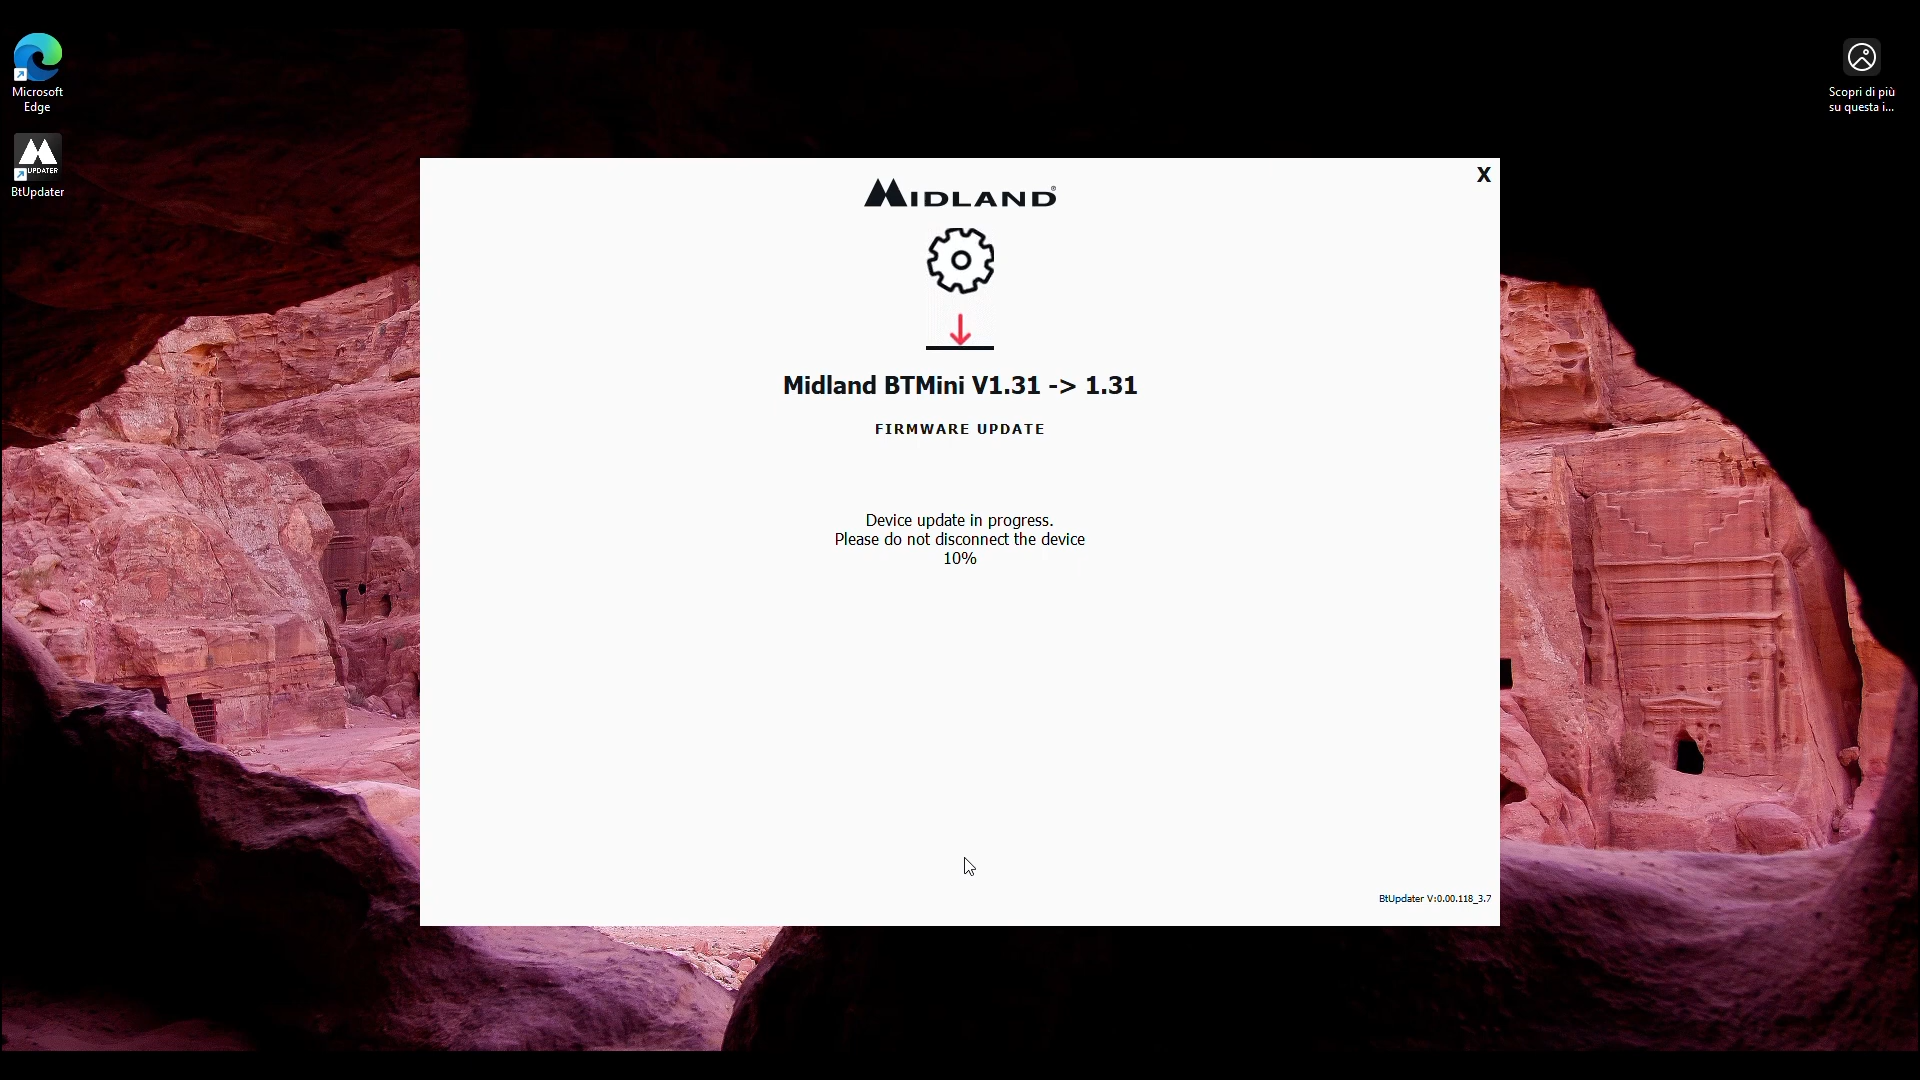 Microsoft
Edge
UPDATER
BtUpdater
Scopri di più
su questa i...
X
MIDLAND®
Midland BTMini V1.31 -> 1.31
FIRMWARE UPDATE
Device update in progress.
Please do not disconnect the device
10%
BtUpdater V:0.00.118_3.7